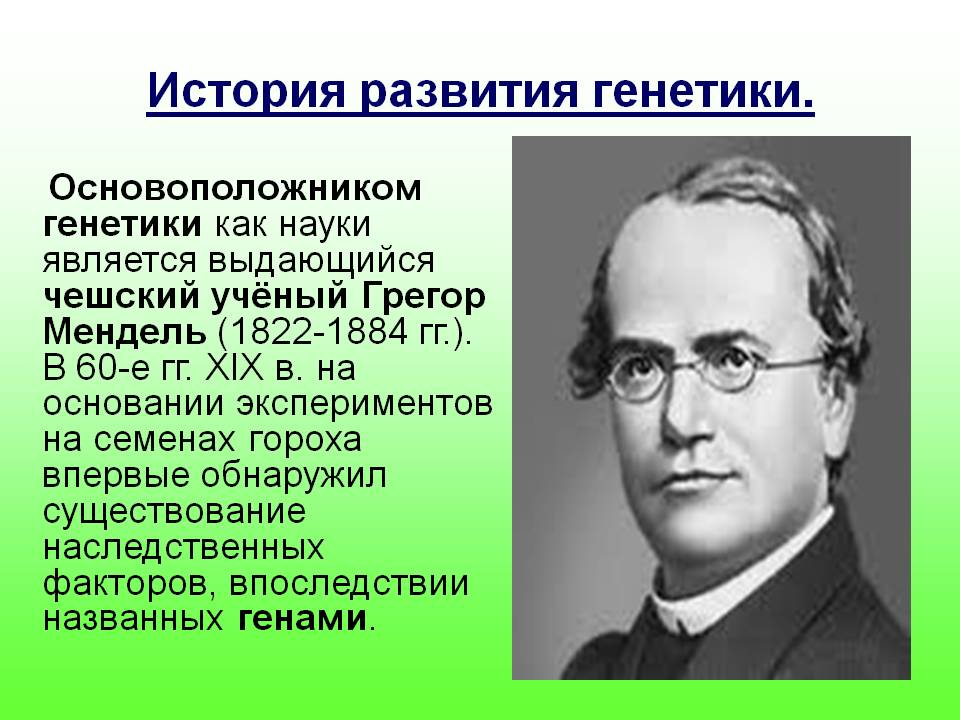 История развития генетики.
Основоположником
генетики как науки
является выдающийся
чешский учёный Грегор
Мендель (1822-1884 гг.).
В 60-е гг. XIX в. на
основании экспериментов
на семенах гороха
впервые обнаружил
существование
наследственных
факторов, впоследствии
названных генами.